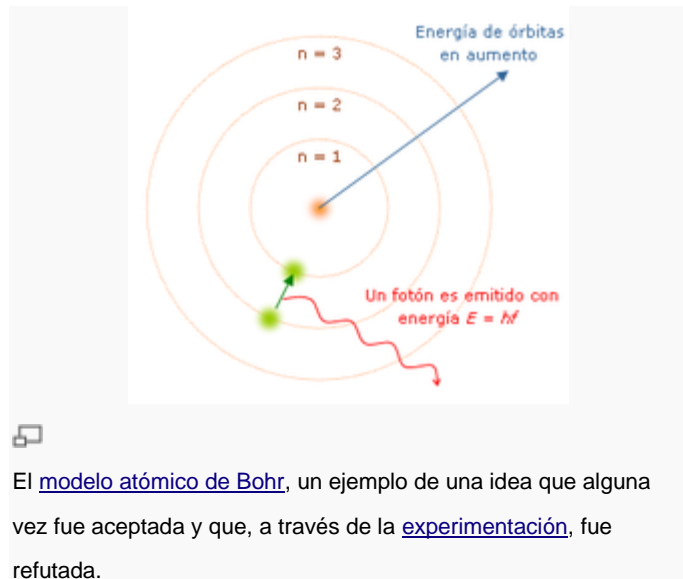 Energía de órbitas
en aumento
n = 3
n = 2
n = 1
Un fotón es emitido con
energía E = hf
El modelo atómico de Bohr, un ejemplo de una idea que alguna
vez fue aceptada y que, a través de la experimentación, fue
refutada.